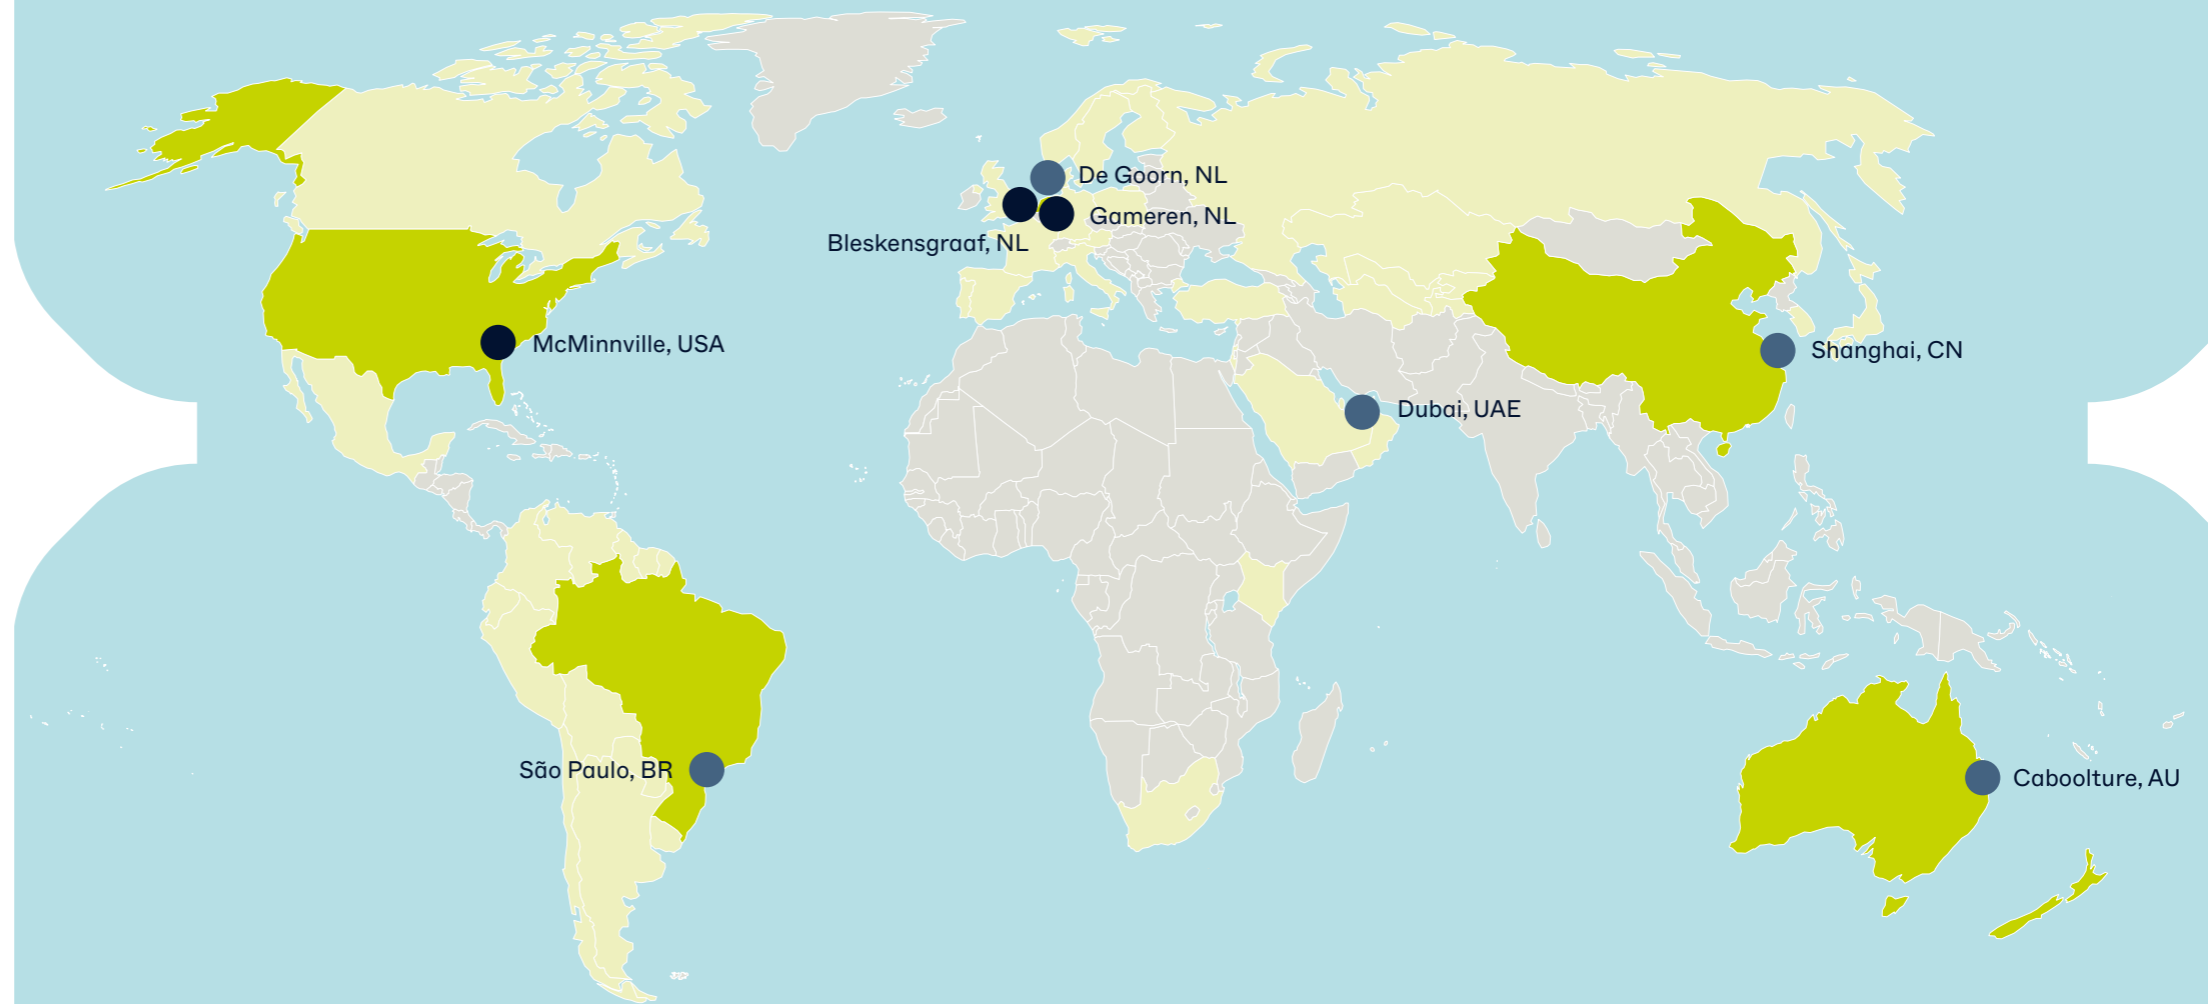 De Goorn, NL
Gameren, NL
Bleskensgraaf, NL
McMinnville, USA
Shanghai, CN
Dubai, UAE
São Paulo, BR
Caboolture, AU